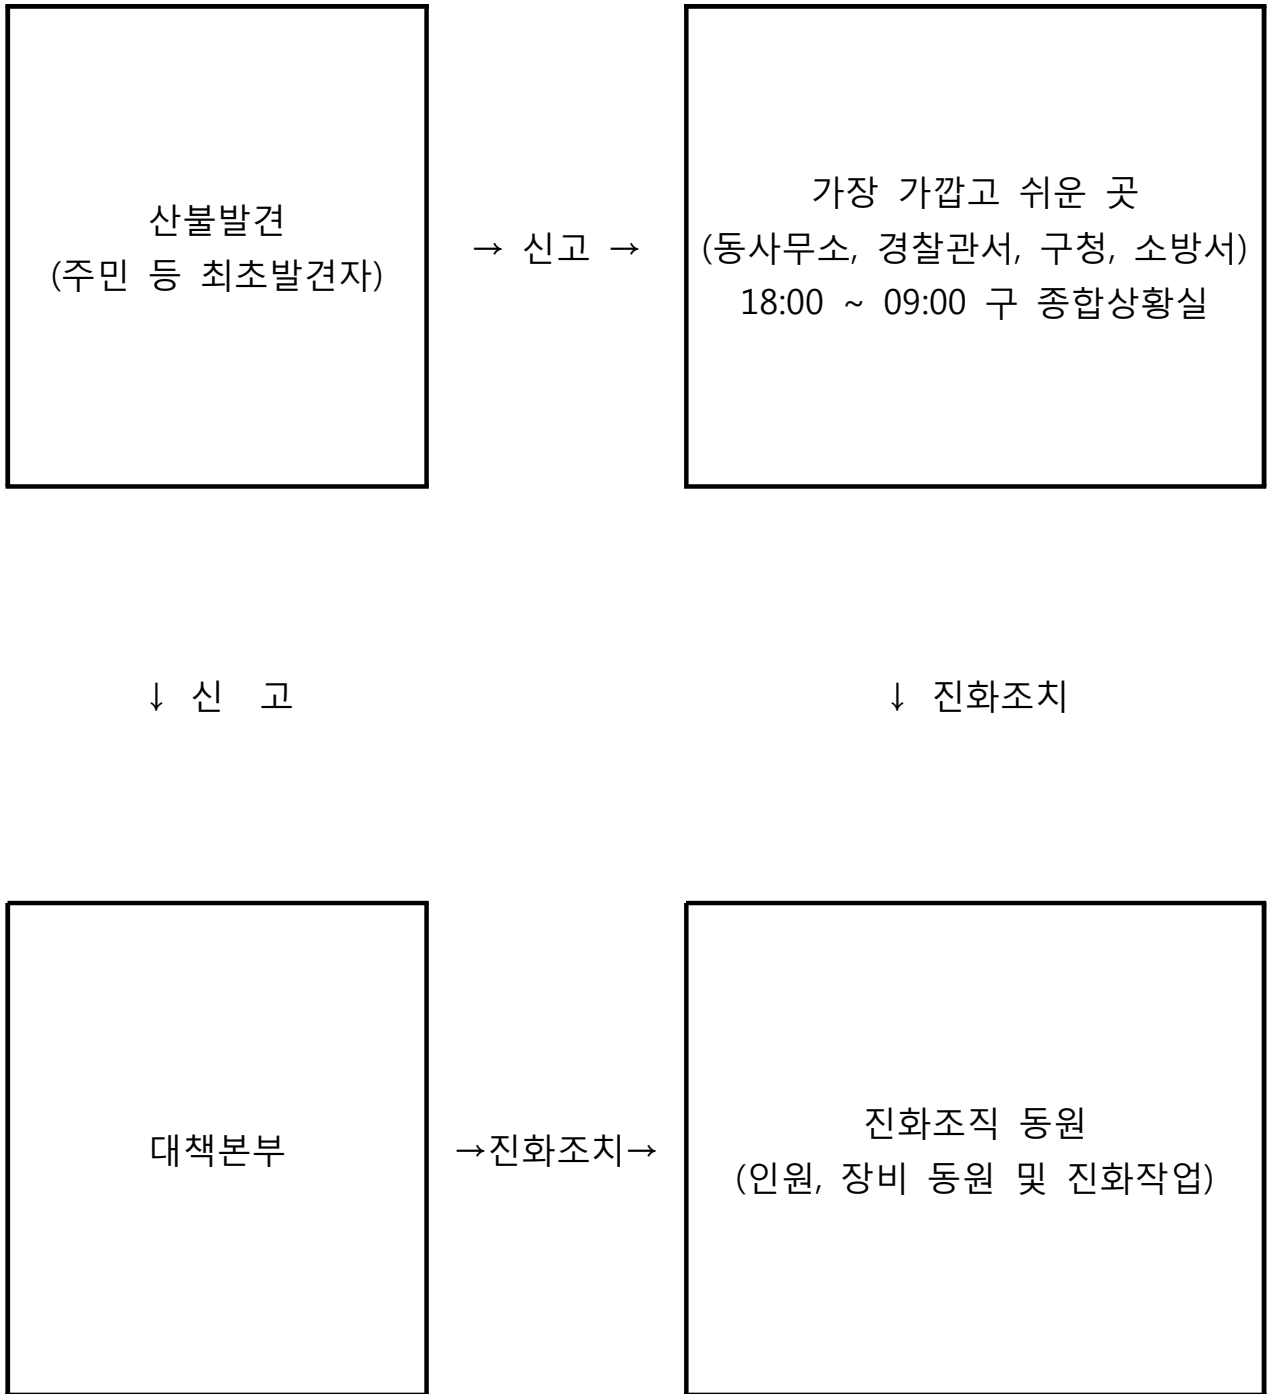 산불발견
(주민 등 최초발견자)
→ 신고 →
가장 가깝고 쉬운 곳
(동사무소, 경찰관서, 구청, 소방서)
18:00 ~ 09:00 구 종합상황실
↓ 신 고
↓ 진화조치
대책본부
→진화조치→
진화조직 동원
(인원, 장비 동원 및 진화작업)